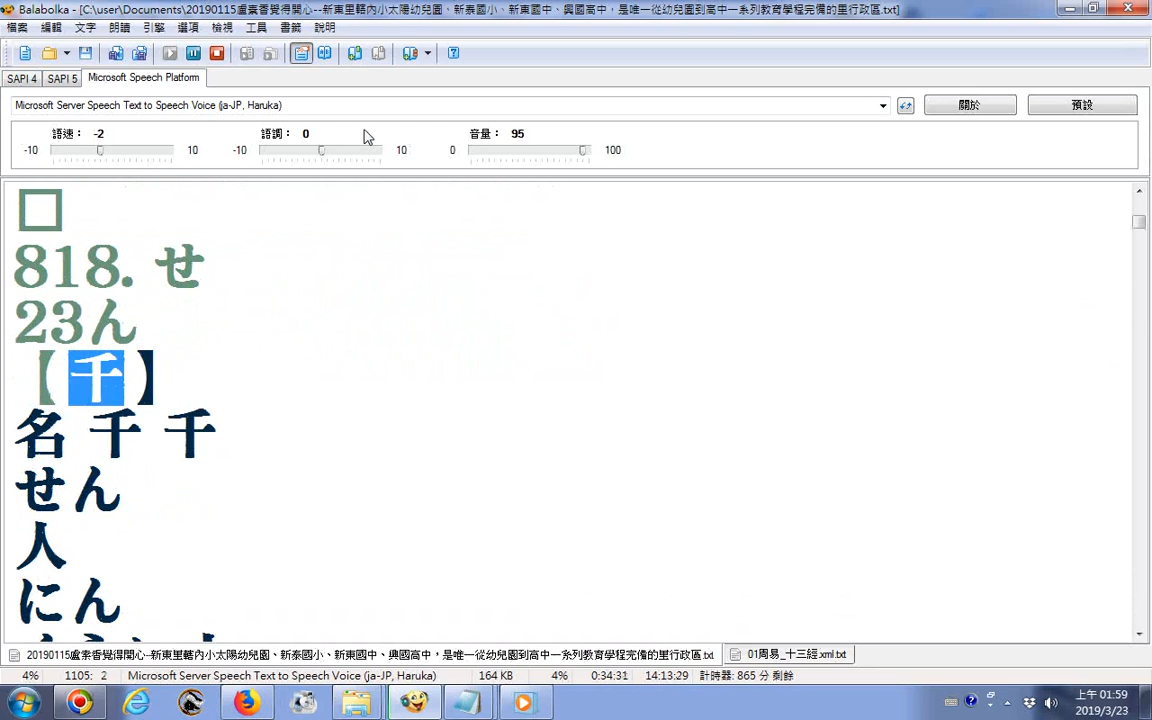 Balabolka - [C:\user\Documents\20190115盧素香覺得開心--新東里轄內小太陽幼兒園、新泰國小、新東國中、興國高中，是唯一從幼兒園到高中一系列教育學程完備的里行政區.txt]
檔案 編輯 文字 朗讀 引擎 選項 檢視 工具 書籤 說明
SAPI 4 SAPI 5 Microsoft Speech Platform
Microsoft Server Speech Text to Speech Voice (ja-JP, Haruka) 關於 預設
語速： -2 語調： 0 音量： 95
-10 10 -10 10 0 100
□
818. せ
23ん
【千】
名 千 千
せん
人
にん
20190115盧素香覺得開心--新東里轄內小太陽幼兒園、新泰國小、新東國中、興國高中，是唯一從幼兒園到高中一系列教育學程完備的里行政區.txt 01周易_十三經.xml.txt
4% 1105: 2 Microsoft Server Speech Text to Speech Voice (ja-JP, Haruka) 164 KB 4% 0:34:31 14:13:29 計時器: 865 分 剩餘
上午 01:59
2019/3/23